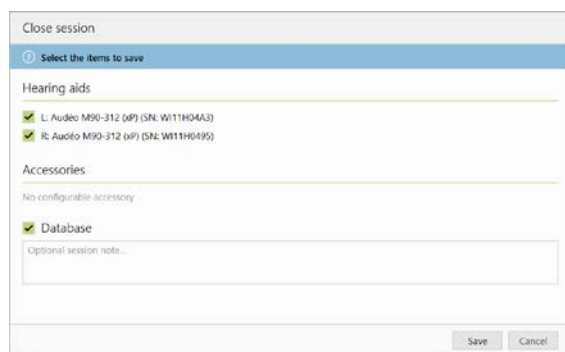 Close session
Select the items to save
Hearing aids
L: Audéo M90-312 (xP) (SN: WI11H04A3)
R: Audéo M90-312 (xP) (SN: WI11H0495)
Accessories
No configurable accessory
Database
Optional session note...
Save Cancel